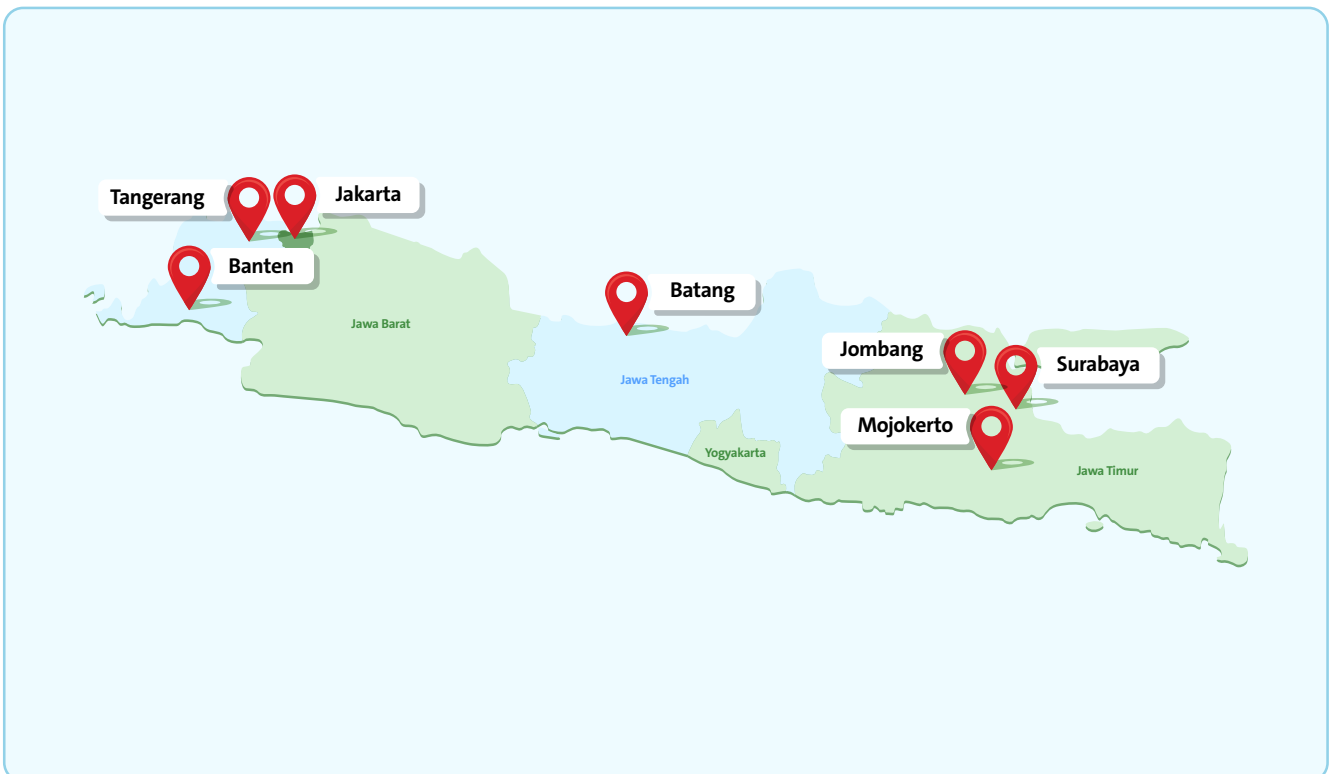 Tangerang
Jakarta
Banten
Batang
Jawa Barat
Jombang
Surabaya
Jawa Tengah
Mojokerto
Yogyakarta
Jawa Timur